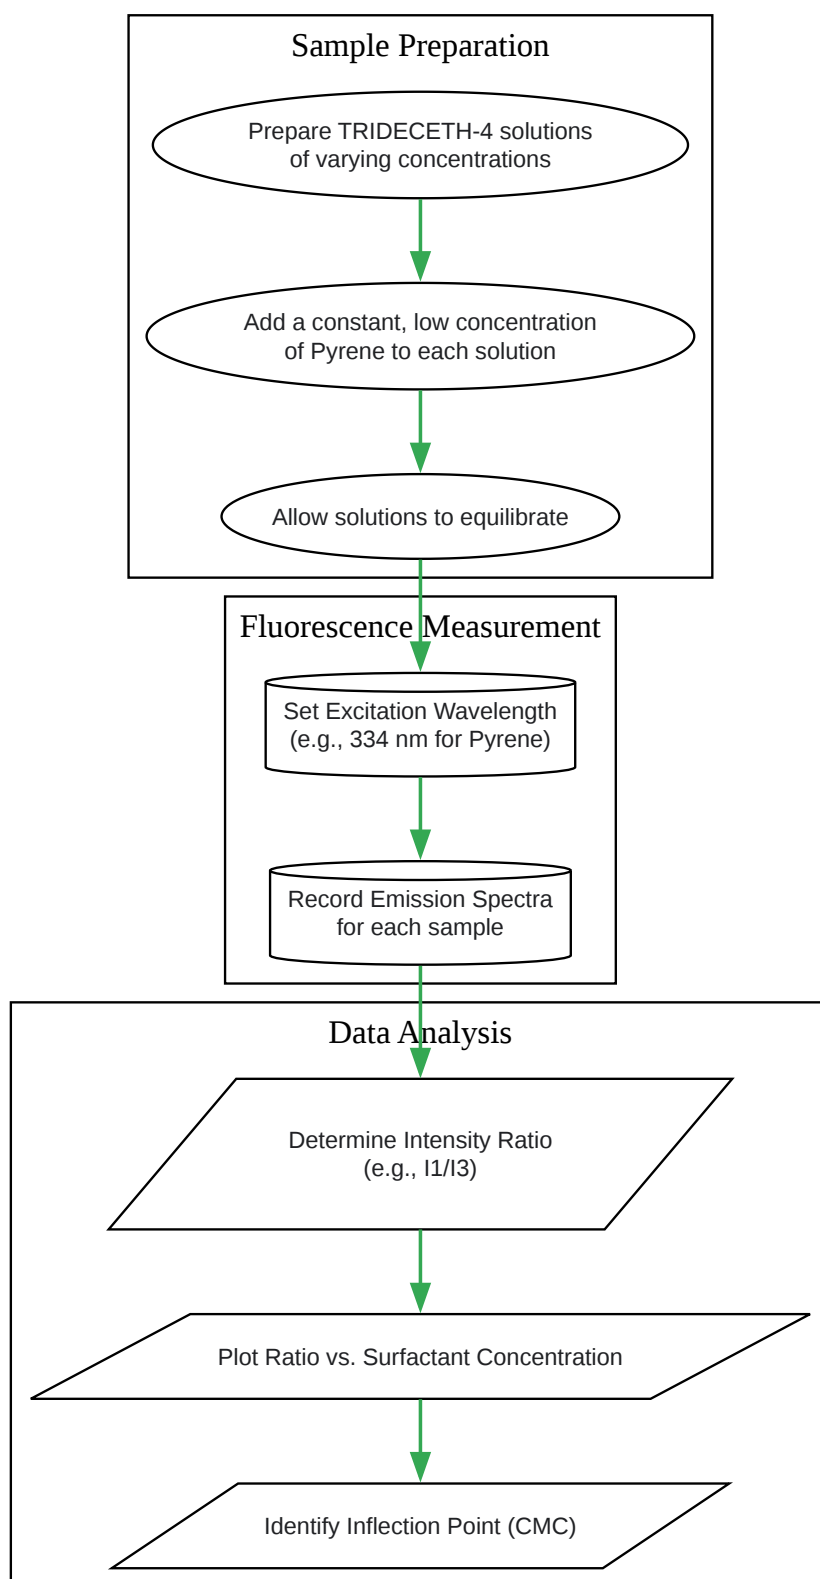 Sample Preparation
Prepare TRIDECETH-4 solutions
of varying concentrations
Add a constant, low concentration
of Pyrene to each solution
Allow solutions to equilibrate
Fluorescence Measurement
Set Excitation Wavelength
(e.g., 334 nm for Pyrene)
Record Emission Spectra
for each sample
Data Analysis
Determine Intensity Ratio
(e.g., I1/I3)
Plot Ratio vs. Surfactant Concentration
Identify Inflection Point (CMC)